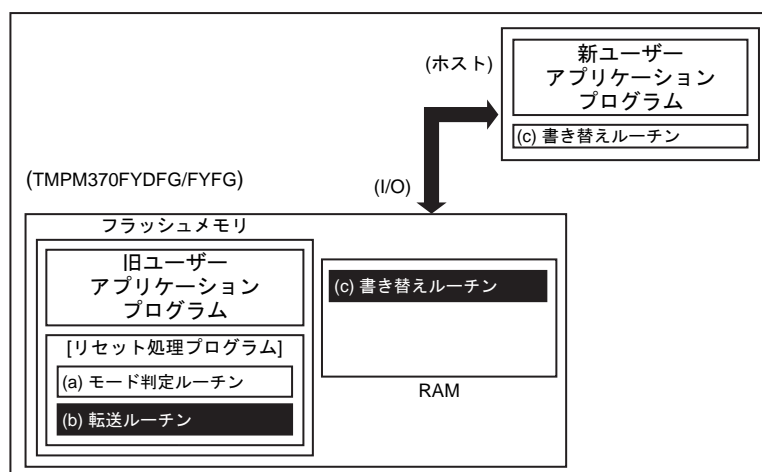 (ホスト)
新ユーザー
アプリケーション
プログラム
(c) 書き替えルーチン
(TMPM370FYDFG/FYFG)
(I/O)
フラッシュメモリ
旧ユーザー
アプリケーション
プログラム
[リセット処理プログラム]
(a) モード判定ルーチン
(b) 転送ルーチン
(c) 書き替えルーチン
RAM